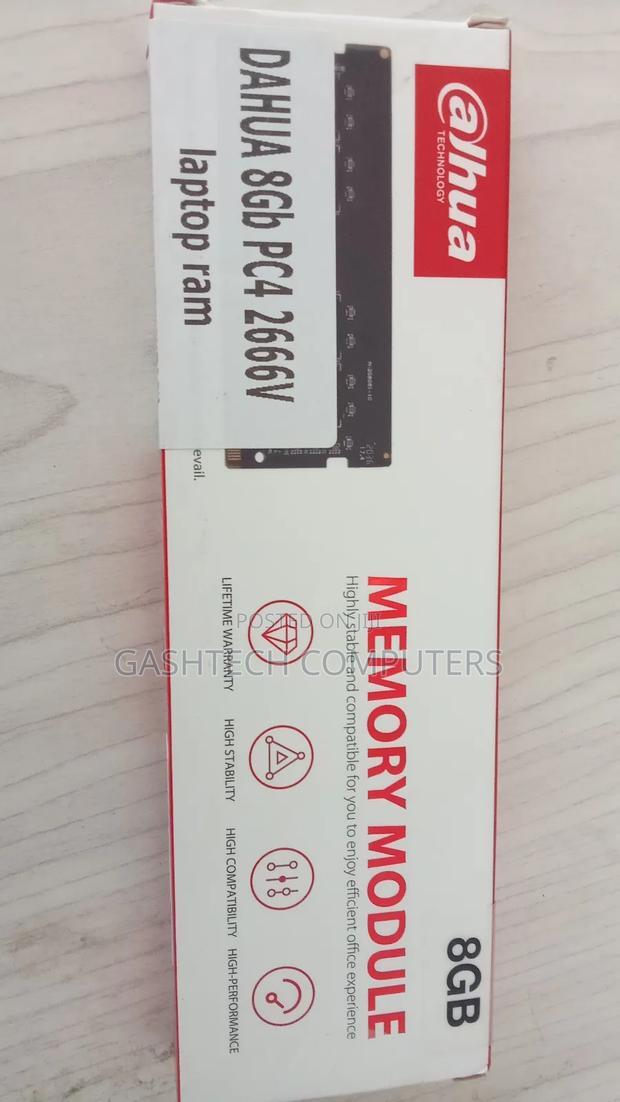 alhua
TECHNOLOGY
8GB
DAHUA 8Gb PC4 2666V
laptop ram
evail.
MEMORY MODULE
Highly stable and compatible for you to enjoy efficient office experience
LIFETIME WARRANTY
HIGH STABILITY
HIGH COMPATIBILITY
HIGH-PERFORMANCE
POSTED ON JIJI
GASHTECH COMPUTERS